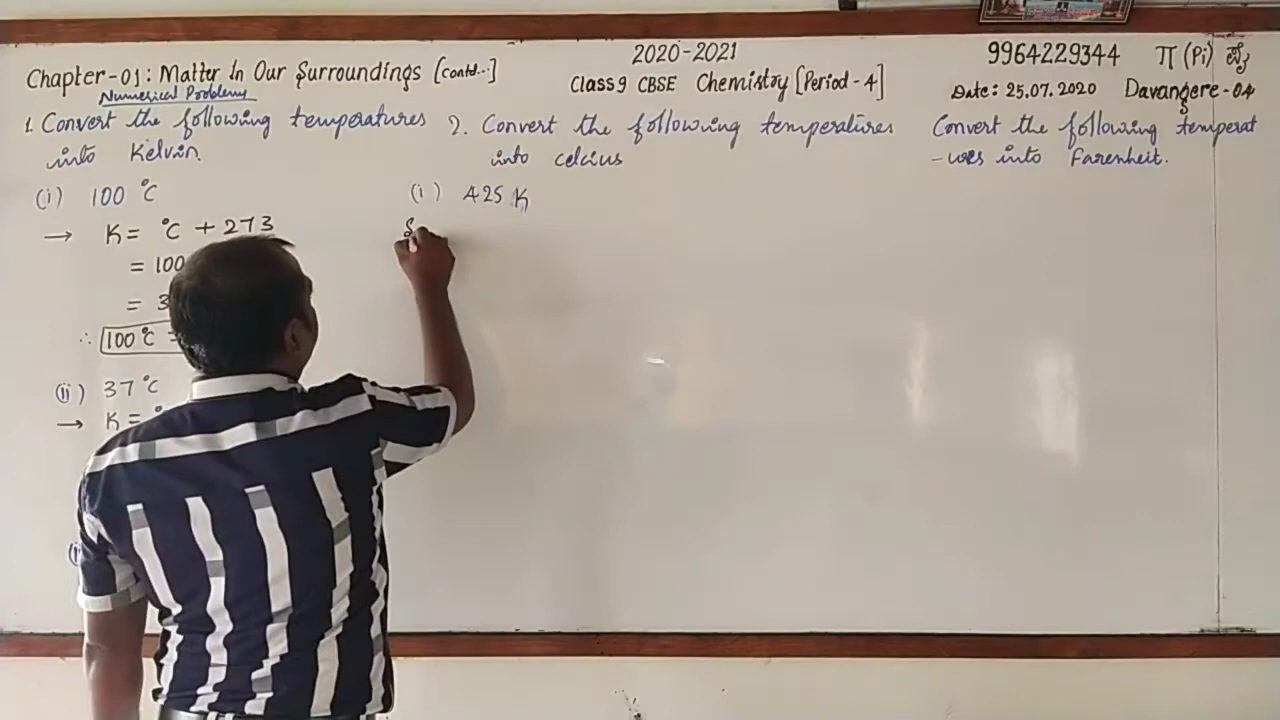 2020-2021
9964229344 π (Pi)
Chapter-01: Matter In Our Surroundings [Contd...]
Class 9 CBSE Chemistry [Period - 4]
Date: 25.07.2020 Davangere - 04
Numerical Problems
1. Convert the following temperatures
into Kelvin.
(i) 100 °C
→ K = °C + 273
= 100
= 3
∴ 100 °C =
(ii) 37 °C
→ K = °
2. Convert the following temperatures
into celcius
(i) 425 K
S
Convert the following temperat
-ures into Farenheit.